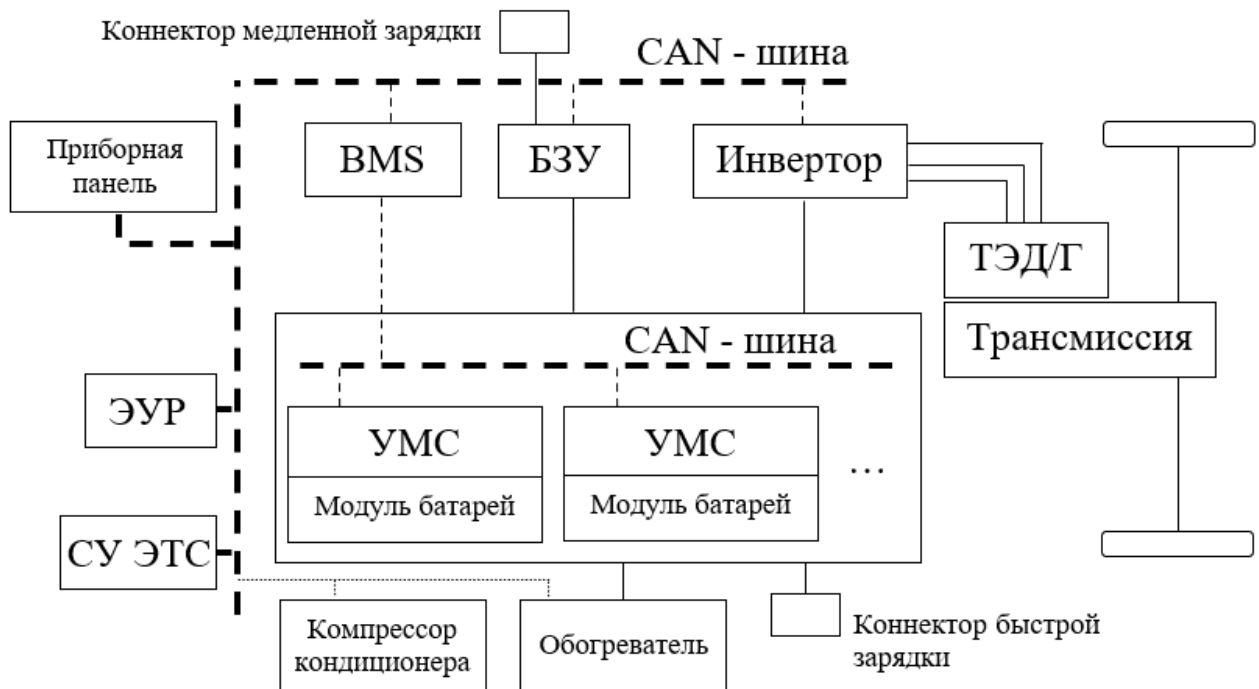 Коннектор медленной зарядки
CAN - шина
Приборная
панель
BMS
БЗУ
Инвертор
ТЭД/Г
Трансмиссия
CAN - шина
ЭУР
УМС
УМС
...
Модуль батарей
Модуль батарей
СУ ЭТС
Компрессор
кондиционера
Обогреватель
Коннектор быстрой
зарядки